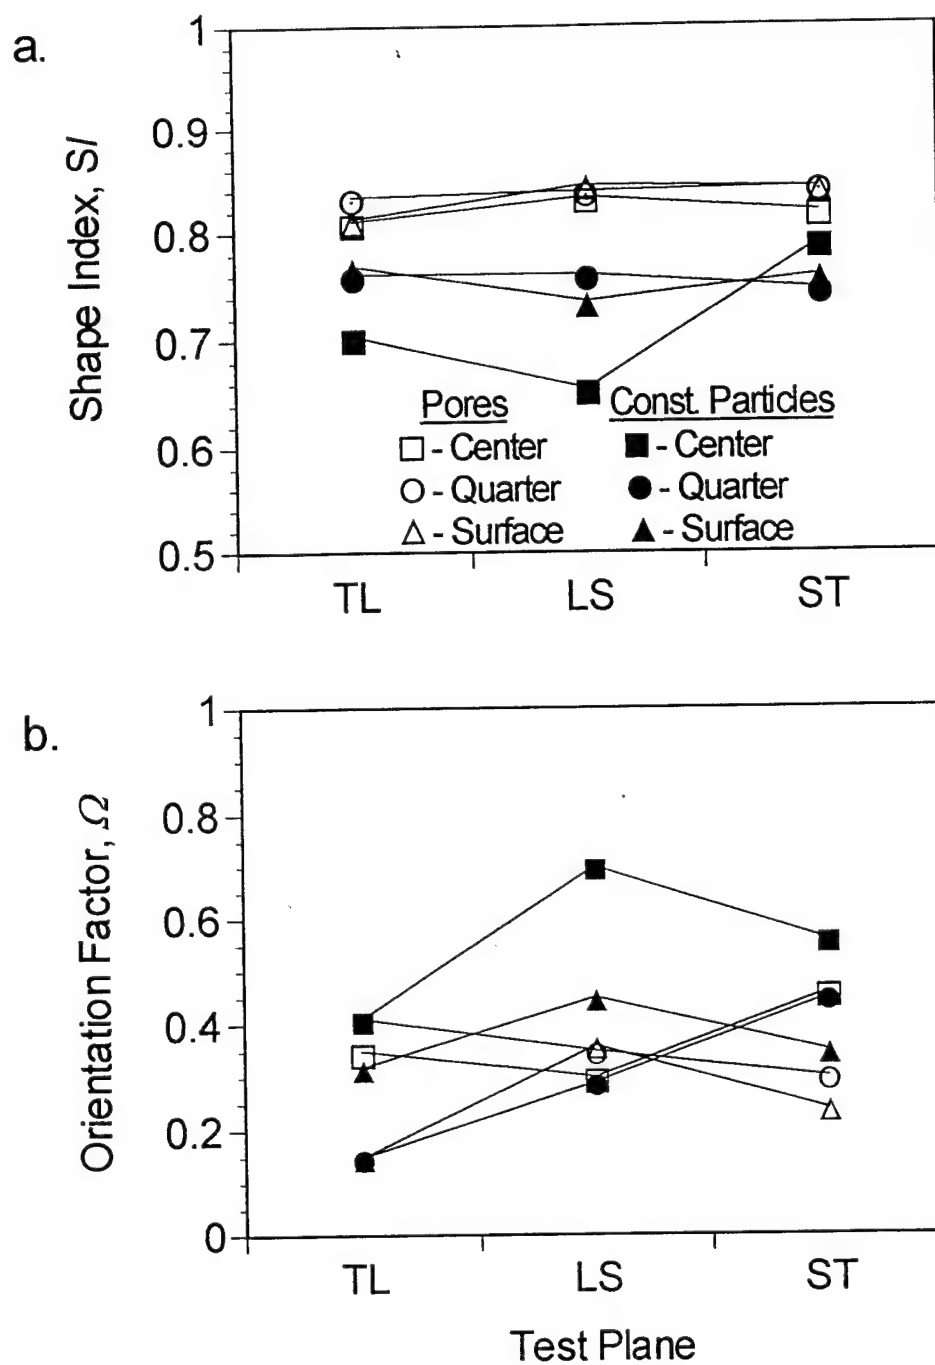 a.
1
0.9
0.8
0.7
0.6
0.5
Shape Index, SI
Pores Const. Particles
□ - Center ■ - Center
○ - Quarter ● - Quarter
△ - Surface ▲ - Surface
TL LS ST
b.
1
0.8
0.6
0.4
0.2
0
Orientation Factor, Ω
TL LS ST
Test Plane